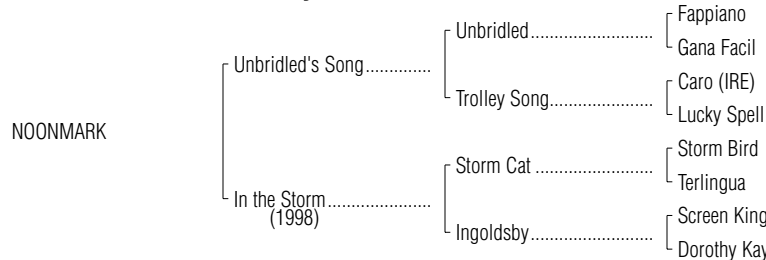 Fappiano
Unbridled..........................
Gana Facil
Unbridled's Song..............
Caro (IRE)
Trolley Song......................
Lucky Spell
NOONMARK
Storm Bird
Storm Cat .........................
Terlingua
In the Storm......................
(1998)
Screen King
Ingoldsby..........................
Dorothy Kay